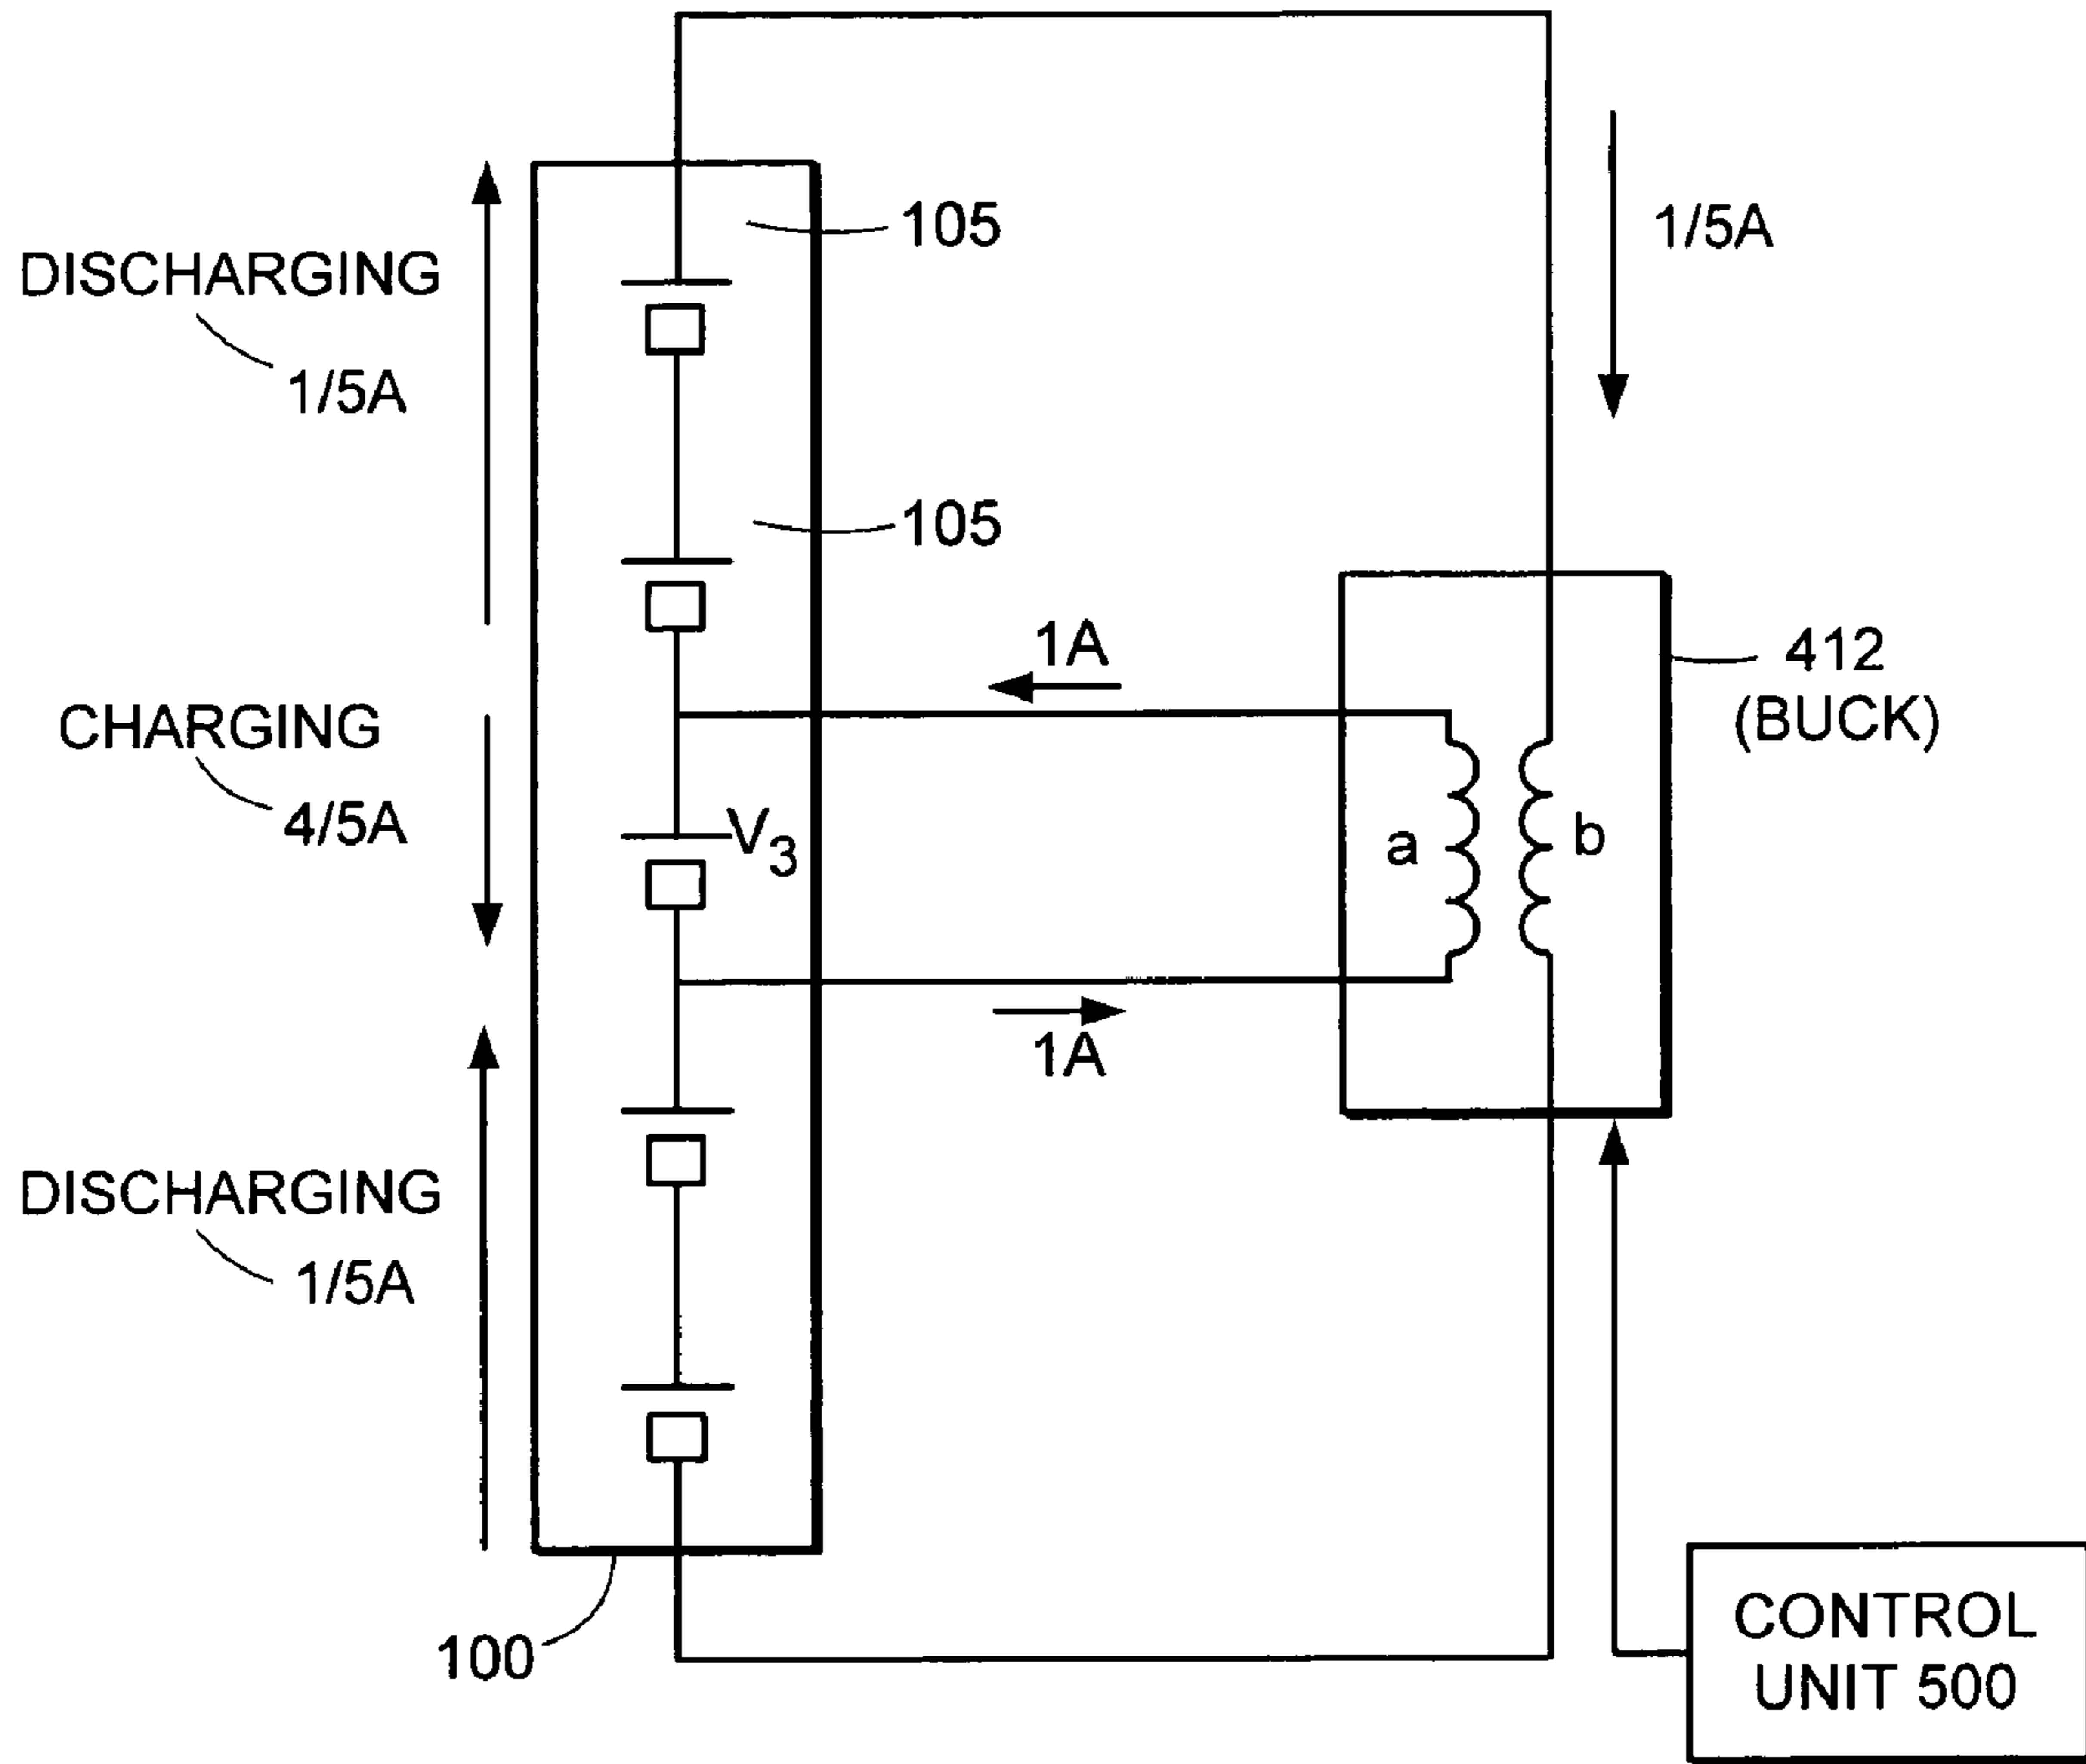 105
1/5A
DISCHARGING
1/5A
105
1A
412
(BUCK)
CHARGING
4/5A
V3
a
b
1A
DISCHARGING
1/5A
100
CONTROL
UNIT 500